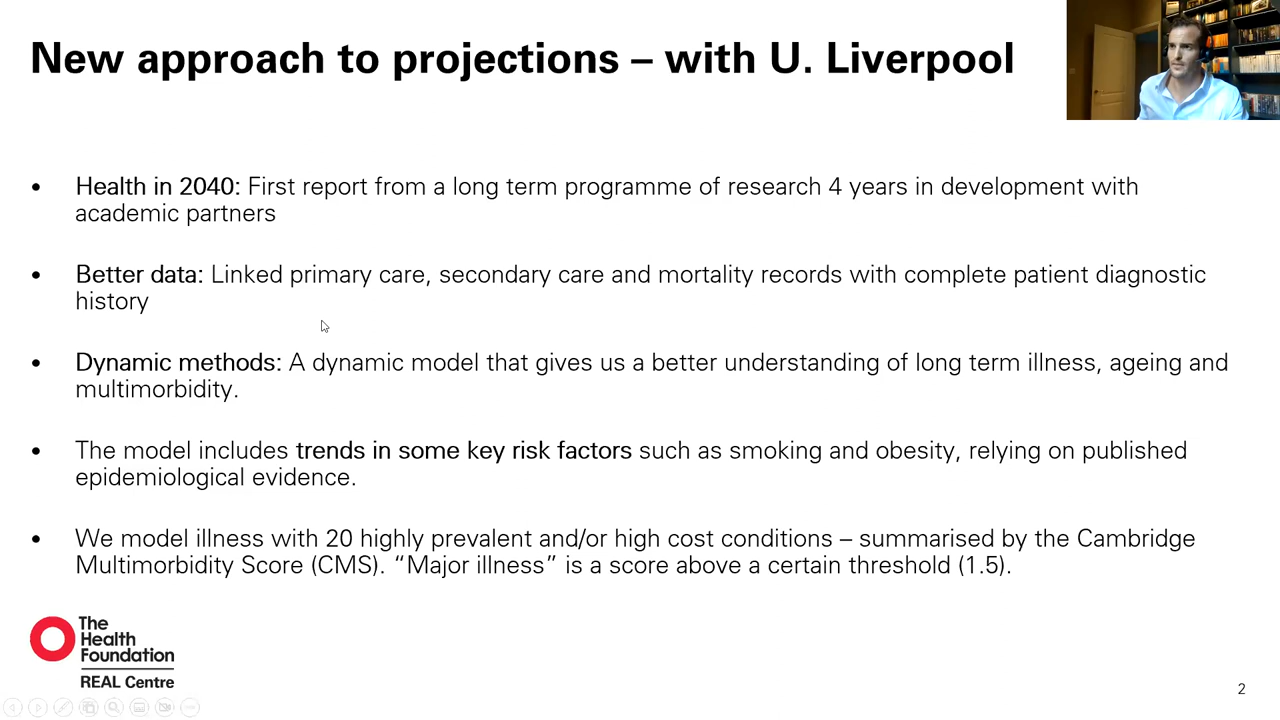 New approach to projections – with U. Liverpool
• Health in 2040: First report from a long term programme of research 4 years in development with
academic partners
• Better data: Linked primary care, secondary care and mortality records with complete patient diagnostic
history
• Dynamic methods: A dynamic model that gives us a better understanding of long term illness, ageing and
multimorbidity.
• The model includes trends in some key risk factors such as smoking and obesity, relying on published
epidemiological evidence.
• We model illness with 20 highly prevalent and/or high cost conditions – summarised by the Cambridge
Multimorbidity Score (CMS). “Major illness” is a score above a certain threshold (1.5).
The
Health
Foundation
REAL Centre
2